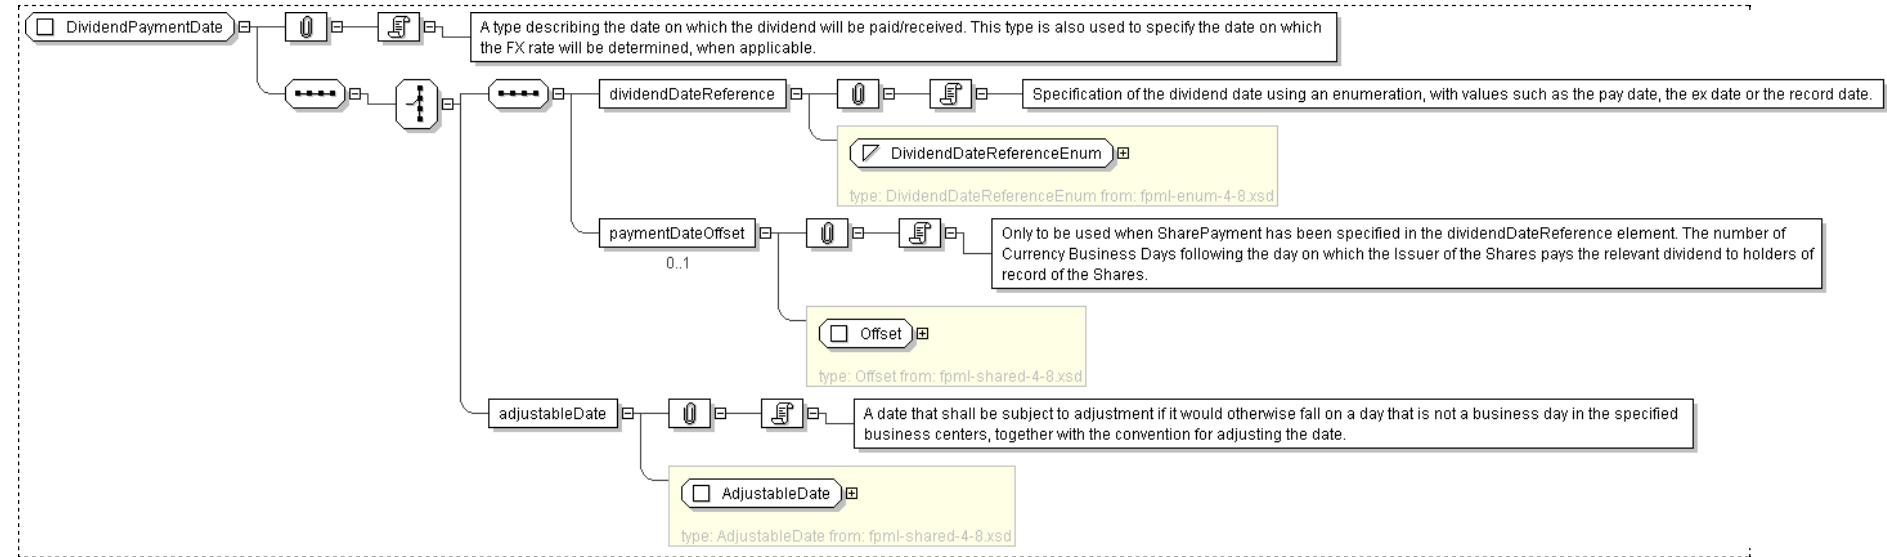 DividendPaymentDate
A type describing the date on which the dividend will be paid/received. This type is also used to specify the date on which
the FX rate will be determined, when applicable.
dividendDateReference
Specification of the dividend date using an enumeration, with values such as the pay date, the ex date or the record date.
DividendDateReferenceEnum
type: DividendDateReferenceEnum from: fpml-enum-4-8.xsd
paymentDateOffset
0..1
Only to be used when SharePayment has been specified in the dividendDateReference element. The number of
Currency Business Days following the day on which the Issuer of the Shares pays the relevant dividend to holders of
record of the Shares.
Offset
type: Offset from: fpml-shared-4-8.xsd
adjustableDate
A date that shall be subject to adjustment if it would otherwise fall on a day that is not a business day in the specified
business centers, together with the convention for adjusting the date.
AdjustableDate
type: AdjustableDate from: fpml-shared-4-8.xsd